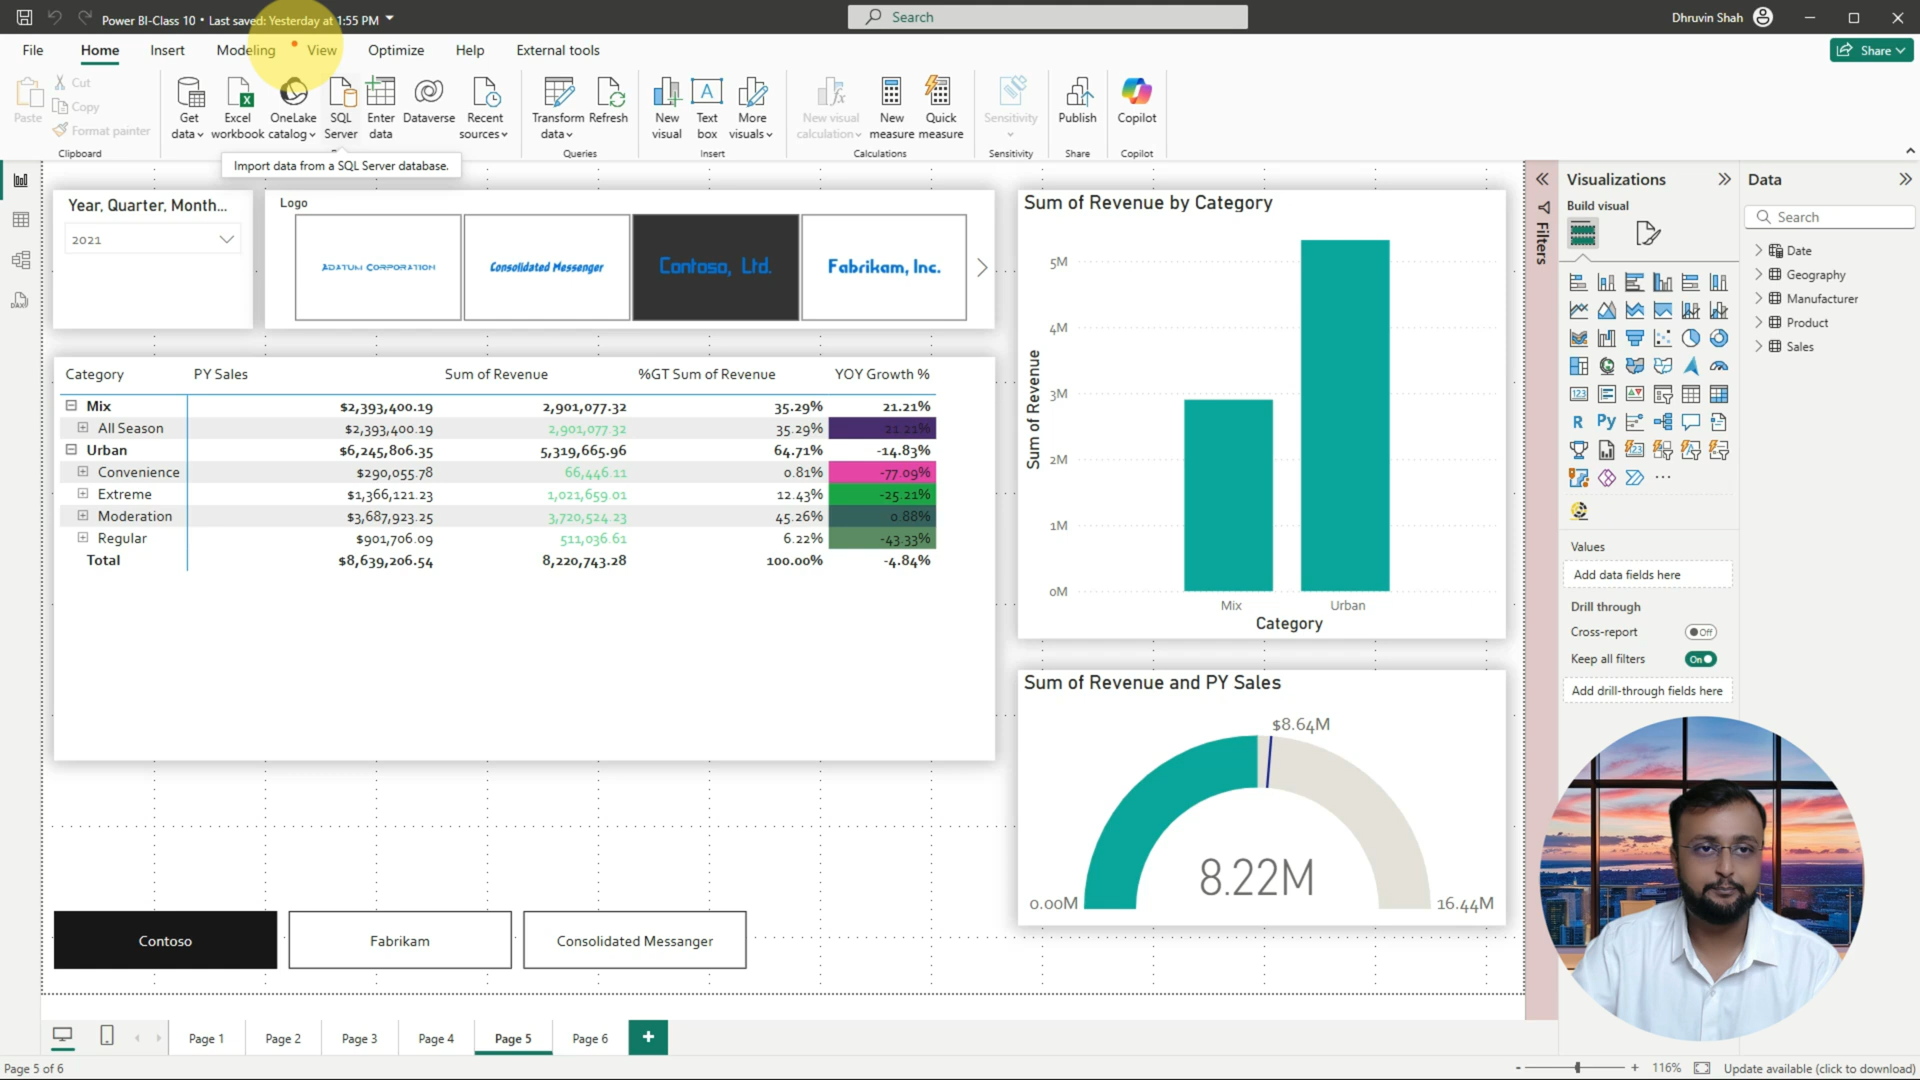 Power BI-Class 10 • Last saved: Yesterday at 1:55 PM
Search
Dhruvin Shah
File
Home
Insert
Modeling
View
Optimize
Help
External tools
Share
Paste
Cut
Copy
Format painter
Clipboard
Get data
Excel workbook
OneLake catalog
SQL Server
Enter data
Dataverse
Recent sources
Transform data
Refresh
Queries
New visual
Text box
More visuals
Insert
New visual calculation
New measure
Quick measure
Calculations
Sensitivity
Sensitivity
Publish
Share
Copilot
Copilot
Import data from a SQL Server database.
Year, Quarter, Month...
2021
Logo
ADATUM CORPORATION
Consolidated Messenger
Contoso, Ltd.
Fabrikam, Inc.
Category PY Sales Sum of Revenue %GT Sum of Revenue YOY Growth %
Mix $2,393,400.19 2,901,077.32 35.29% 21.21%
All Season $2,393,400.19 2,901,077.32 35.29% 21.21%
Urban $6,245,806.35 5,319,665.96 64.71% -14.83%
Convenience $290,055.78 66,446.11 0.81% -77.09%
Extreme $1,366,121.23 1,021,659.01 12.43% -25.21%
Moderation $3,687,923.25 3,720,524.23 45.26% 0.88%
Regular $901,706.09 511,036.61 6.22% -43.33%
Total $8,639,206.54 8,220,743.28 100.00% -4.84%
Contoso
Fabrikam
Consolidated Messanger
Sum of Revenue by Category
Sum of Revenue
5M
4M
3M
2M
1M
0M
Mix
Urban
Category
Sum of Revenue and PY Sales
$8.64M
8.22M
0.00M
16.44M
Filters
Visualizations
Build visual
123
R
Py
Values
Add data fields here
Drill through
Cross-report
Off
Keep all filters
On
Add drill-through fields here
Data
Search
Date
Geography
Manufacturer
Product
Sales
Page 1
Page 2
Page 3
Page 4
Page 5
Page 6
+
Page 5 of 6
- + 116%
Update available (click to download)